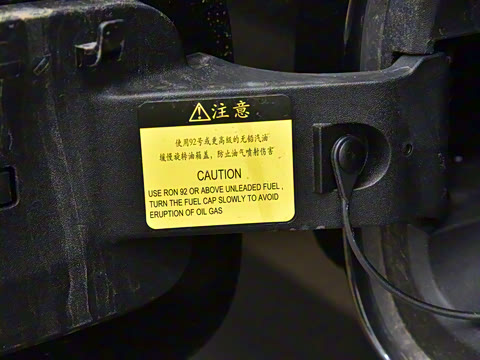 注意
使用92号或更高级的无铅汽油
缓慢旋转油箱盖，防止油气喷射伤害
CAUTION
USE RON 92 OR ABOVE UNLEADED FUEL,
TURN THE FUEL CAP SLOWLY TO AVOID
ERUPTION OF OIL GAS